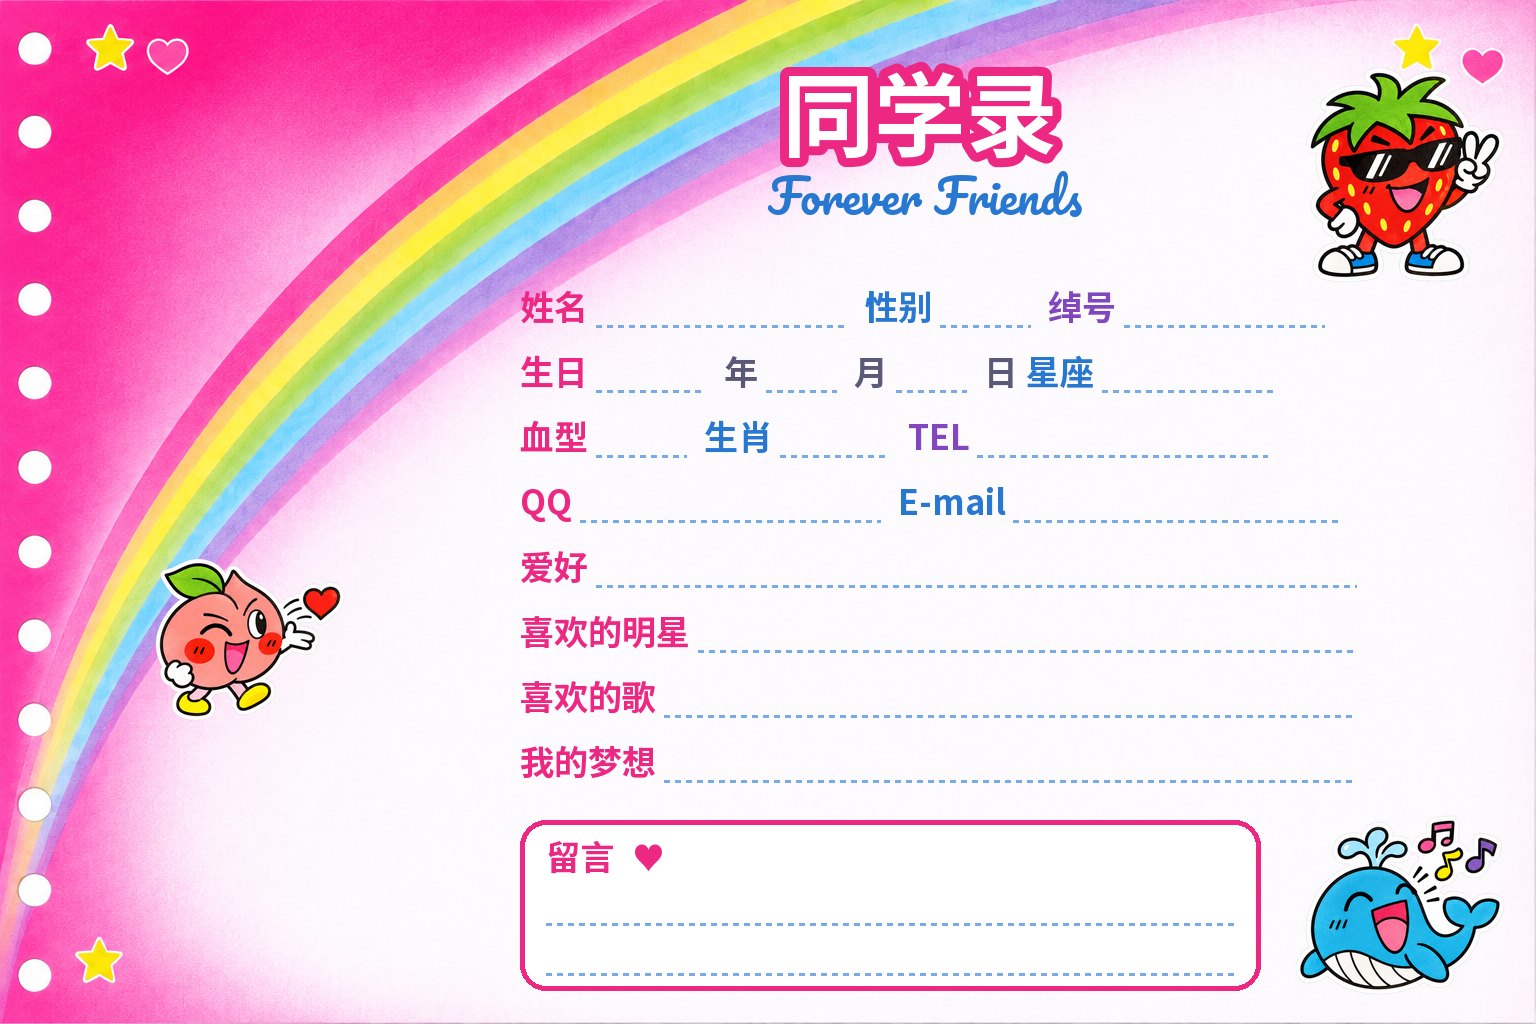 同学录
Forever Friends
姓名 性别 绰号
生日 年 月 日 星座
血型 生肖 TEL
QQ E-mail
爱好
喜欢的明星
喜欢的歌
我的梦想
留言 ♥